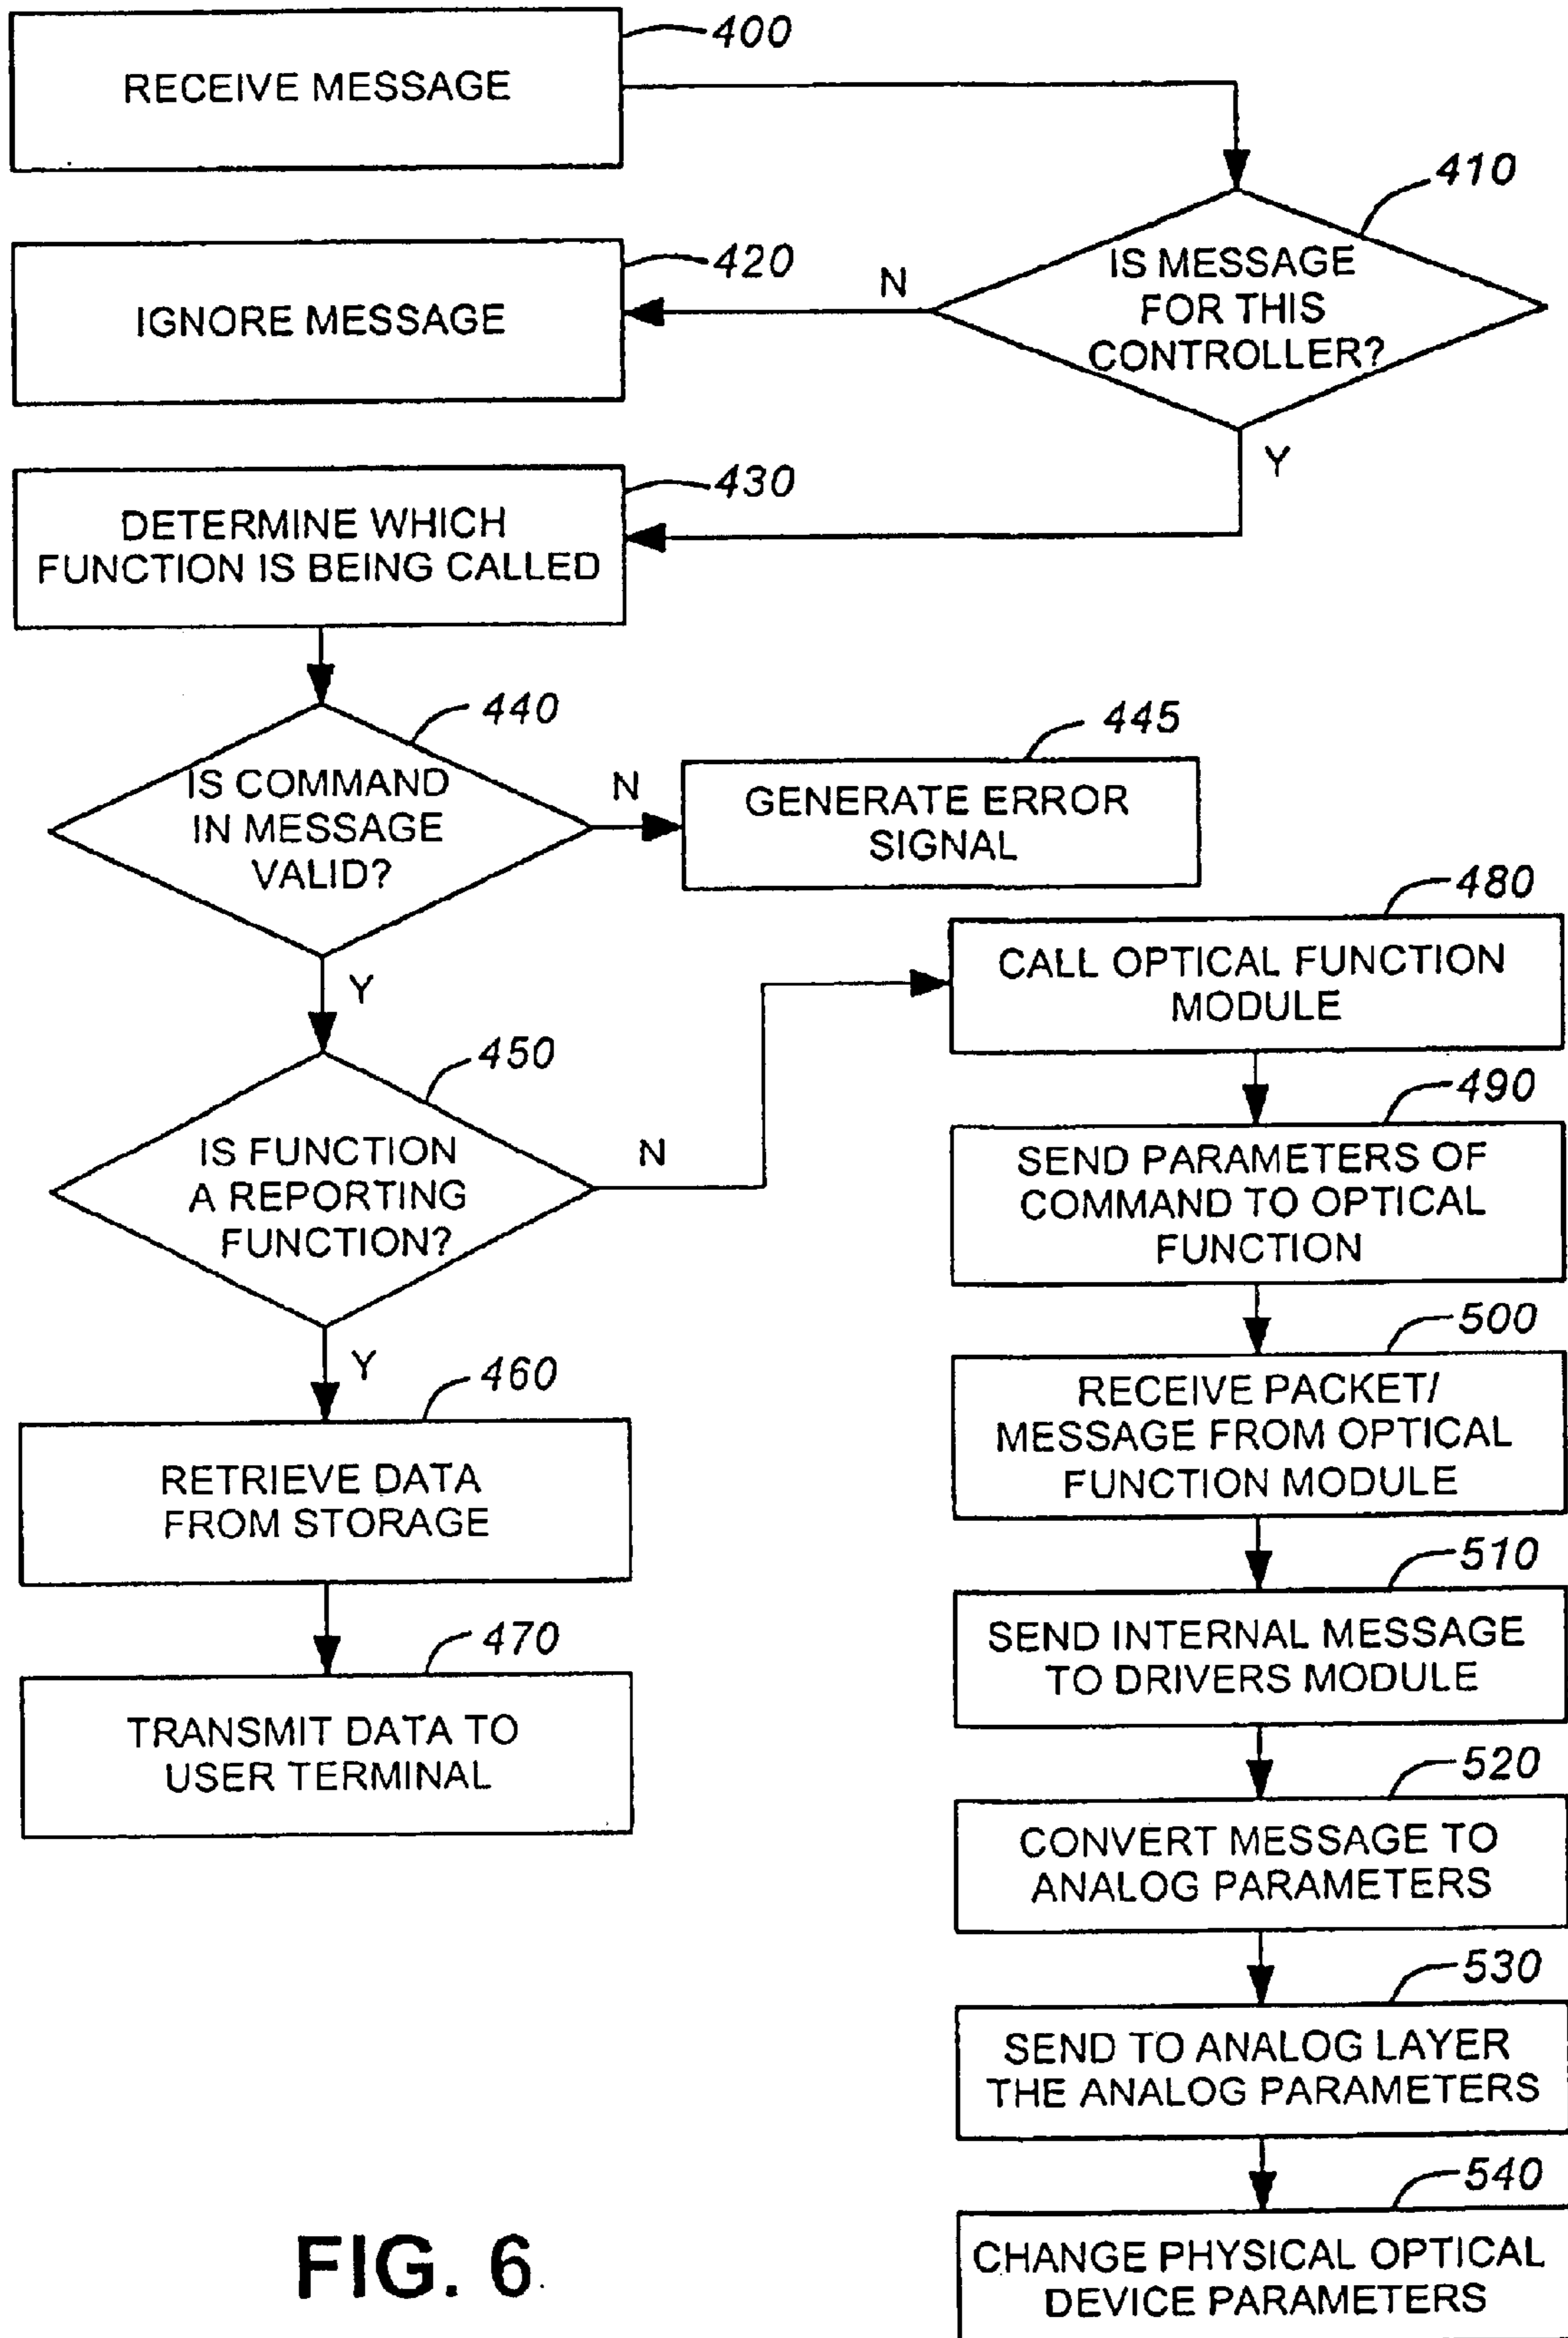 400
RECEIVE MESSAGE
410
IS MESSAGE
FOR THIS
CONTROLLER?
N
Y
420
IGNORE MESSAGE
430
DETERMINE WHICH
FUNCTION IS BEING CALLED
440
IS COMMAND
IN MESSAGE
VALID?
N
Y
445
GENERATE ERROR
SIGNAL
450
IS FUNCTION
A REPORTING
FUNCTION?
N
Y
460
RETRIEVE DATA
FROM STORAGE
470
TRANSMIT DATA TO
USER TERMINAL
480
CALL OPTICAL FUNCTION
MODULE
490
SEND PARAMETERS OF
COMMAND TO OPTICAL
FUNCTION
500
RECEIVE PACKET/
MESSAGE FROM OPTICAL
FUNCTION MODULE
510
SEND INTERNAL MESSAGE
TO DRIVERS MODULE
520
CONVERT MESSAGE TO
ANALOG PARAMETERS
530
SEND TO ANALOG LAYER
THE ANALOG PARAMETERS
540
CHANGE PHYSICAL OPTICAL
DEVICE PARAMETERS
FIG. 6